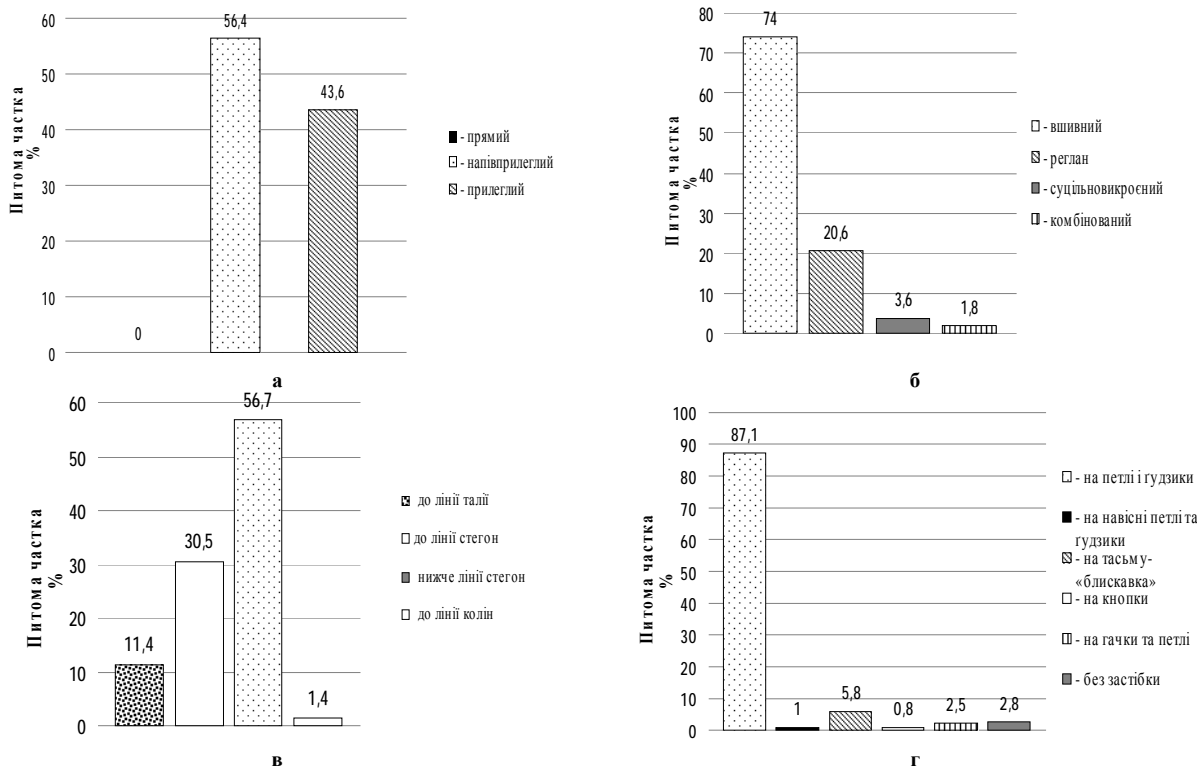 60
50
40
30
20
10
0
Питома частка
%
0
56,4
43,6
- прямий
- напівприлеглий
- прилеглий
а
80
70
60
50
40
30
20
10
0
Питома частка
%
74
20,6
3,6
1,8
- вшивний
- реглан
- суцільновикроєний
- комбінований
б
60
50
40
30
20
10
0
Питома частка
%
11,4
30,5
56,7
1,4
до лінії талії
до лінії стегон
нижче лінії стегон
до лінії колін
в
100
90
80
70
60
50
40
30
20
10
0
Питома частка
%
87,1
1
5,8
0,8
2,5
2,8
- на петлі і ґудзики
- на навісні петлі та
ґудзики
- на тасьму-
«блискавка»
- на кнопки
- на гачки та петлі
- без застібки
г